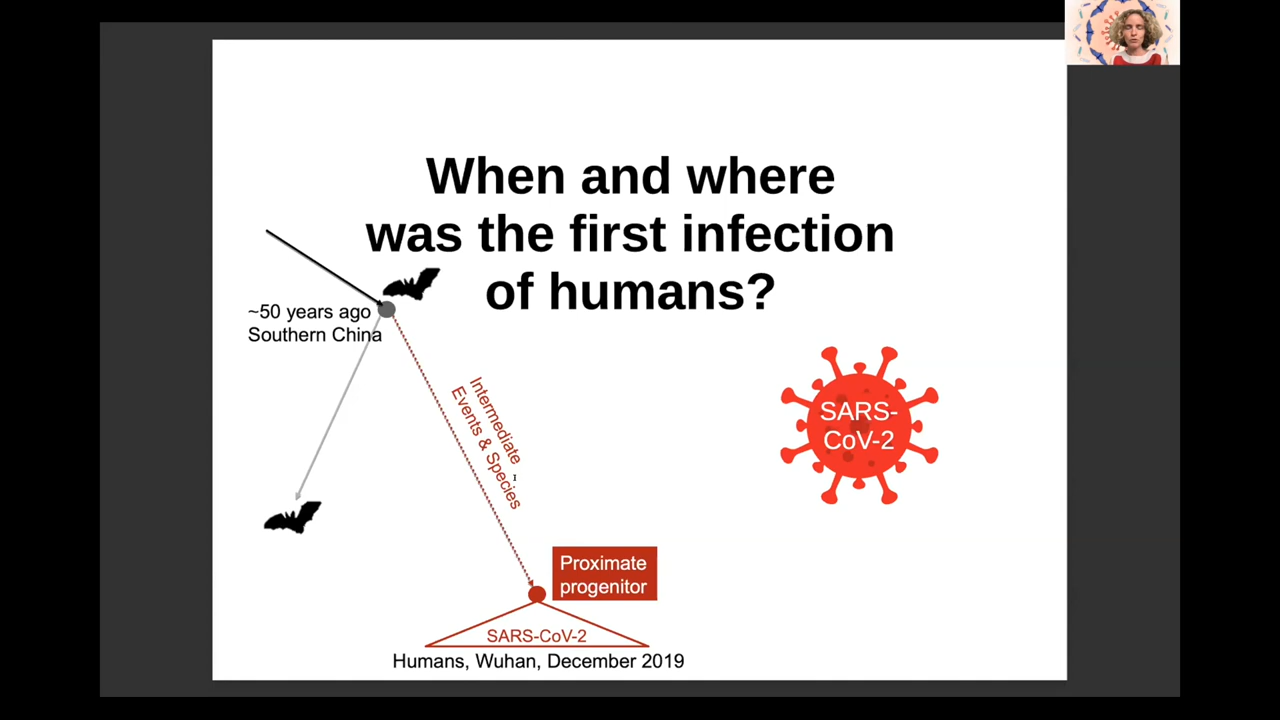 When and where
was the first infection
of humans?
~50 years ago
Southern China
Intermediate
Events & Species
SARS-
CoV-2
Proximate
progenitor
SARS-CoV-2
Humans, Wuhan, December 2019